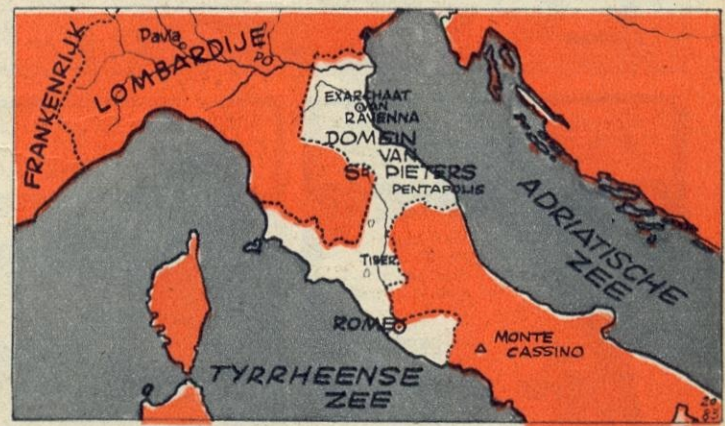 FRANKENRIJK
LOMBARDIJE
Davia
PO
EXARCHAAT
VAN
RAVENNA
DOMEIN
VAN
St PIETERS
PENTAPOLIS
ADRIATISCHE
ZEE
TIBER
ROME
MONTE
CASSINO
TYRRHEENSE
ZEE
20
83